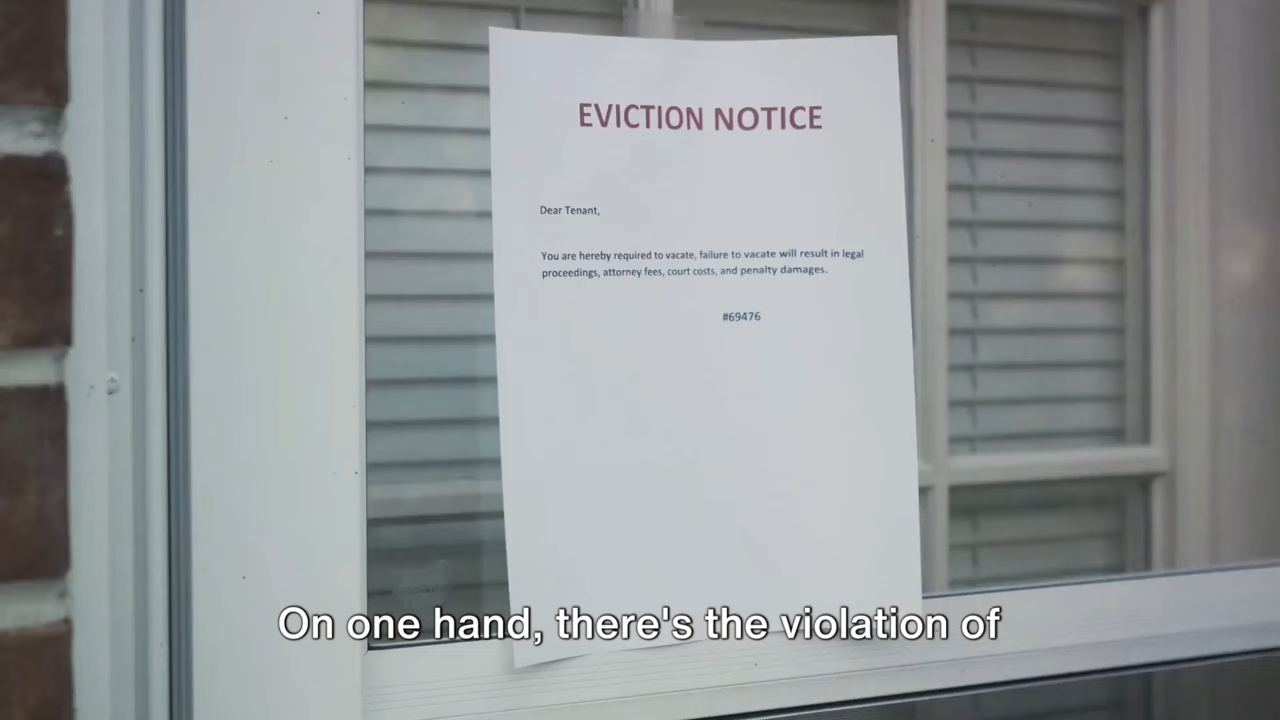 EVICTION NOTICE
Dear Tenant,
You are hereby required to vacate, failure to vacate will result in legal
proceedings, attorney fees, court costs, and penalty damages.
#69476
On one hand, there's the violation of